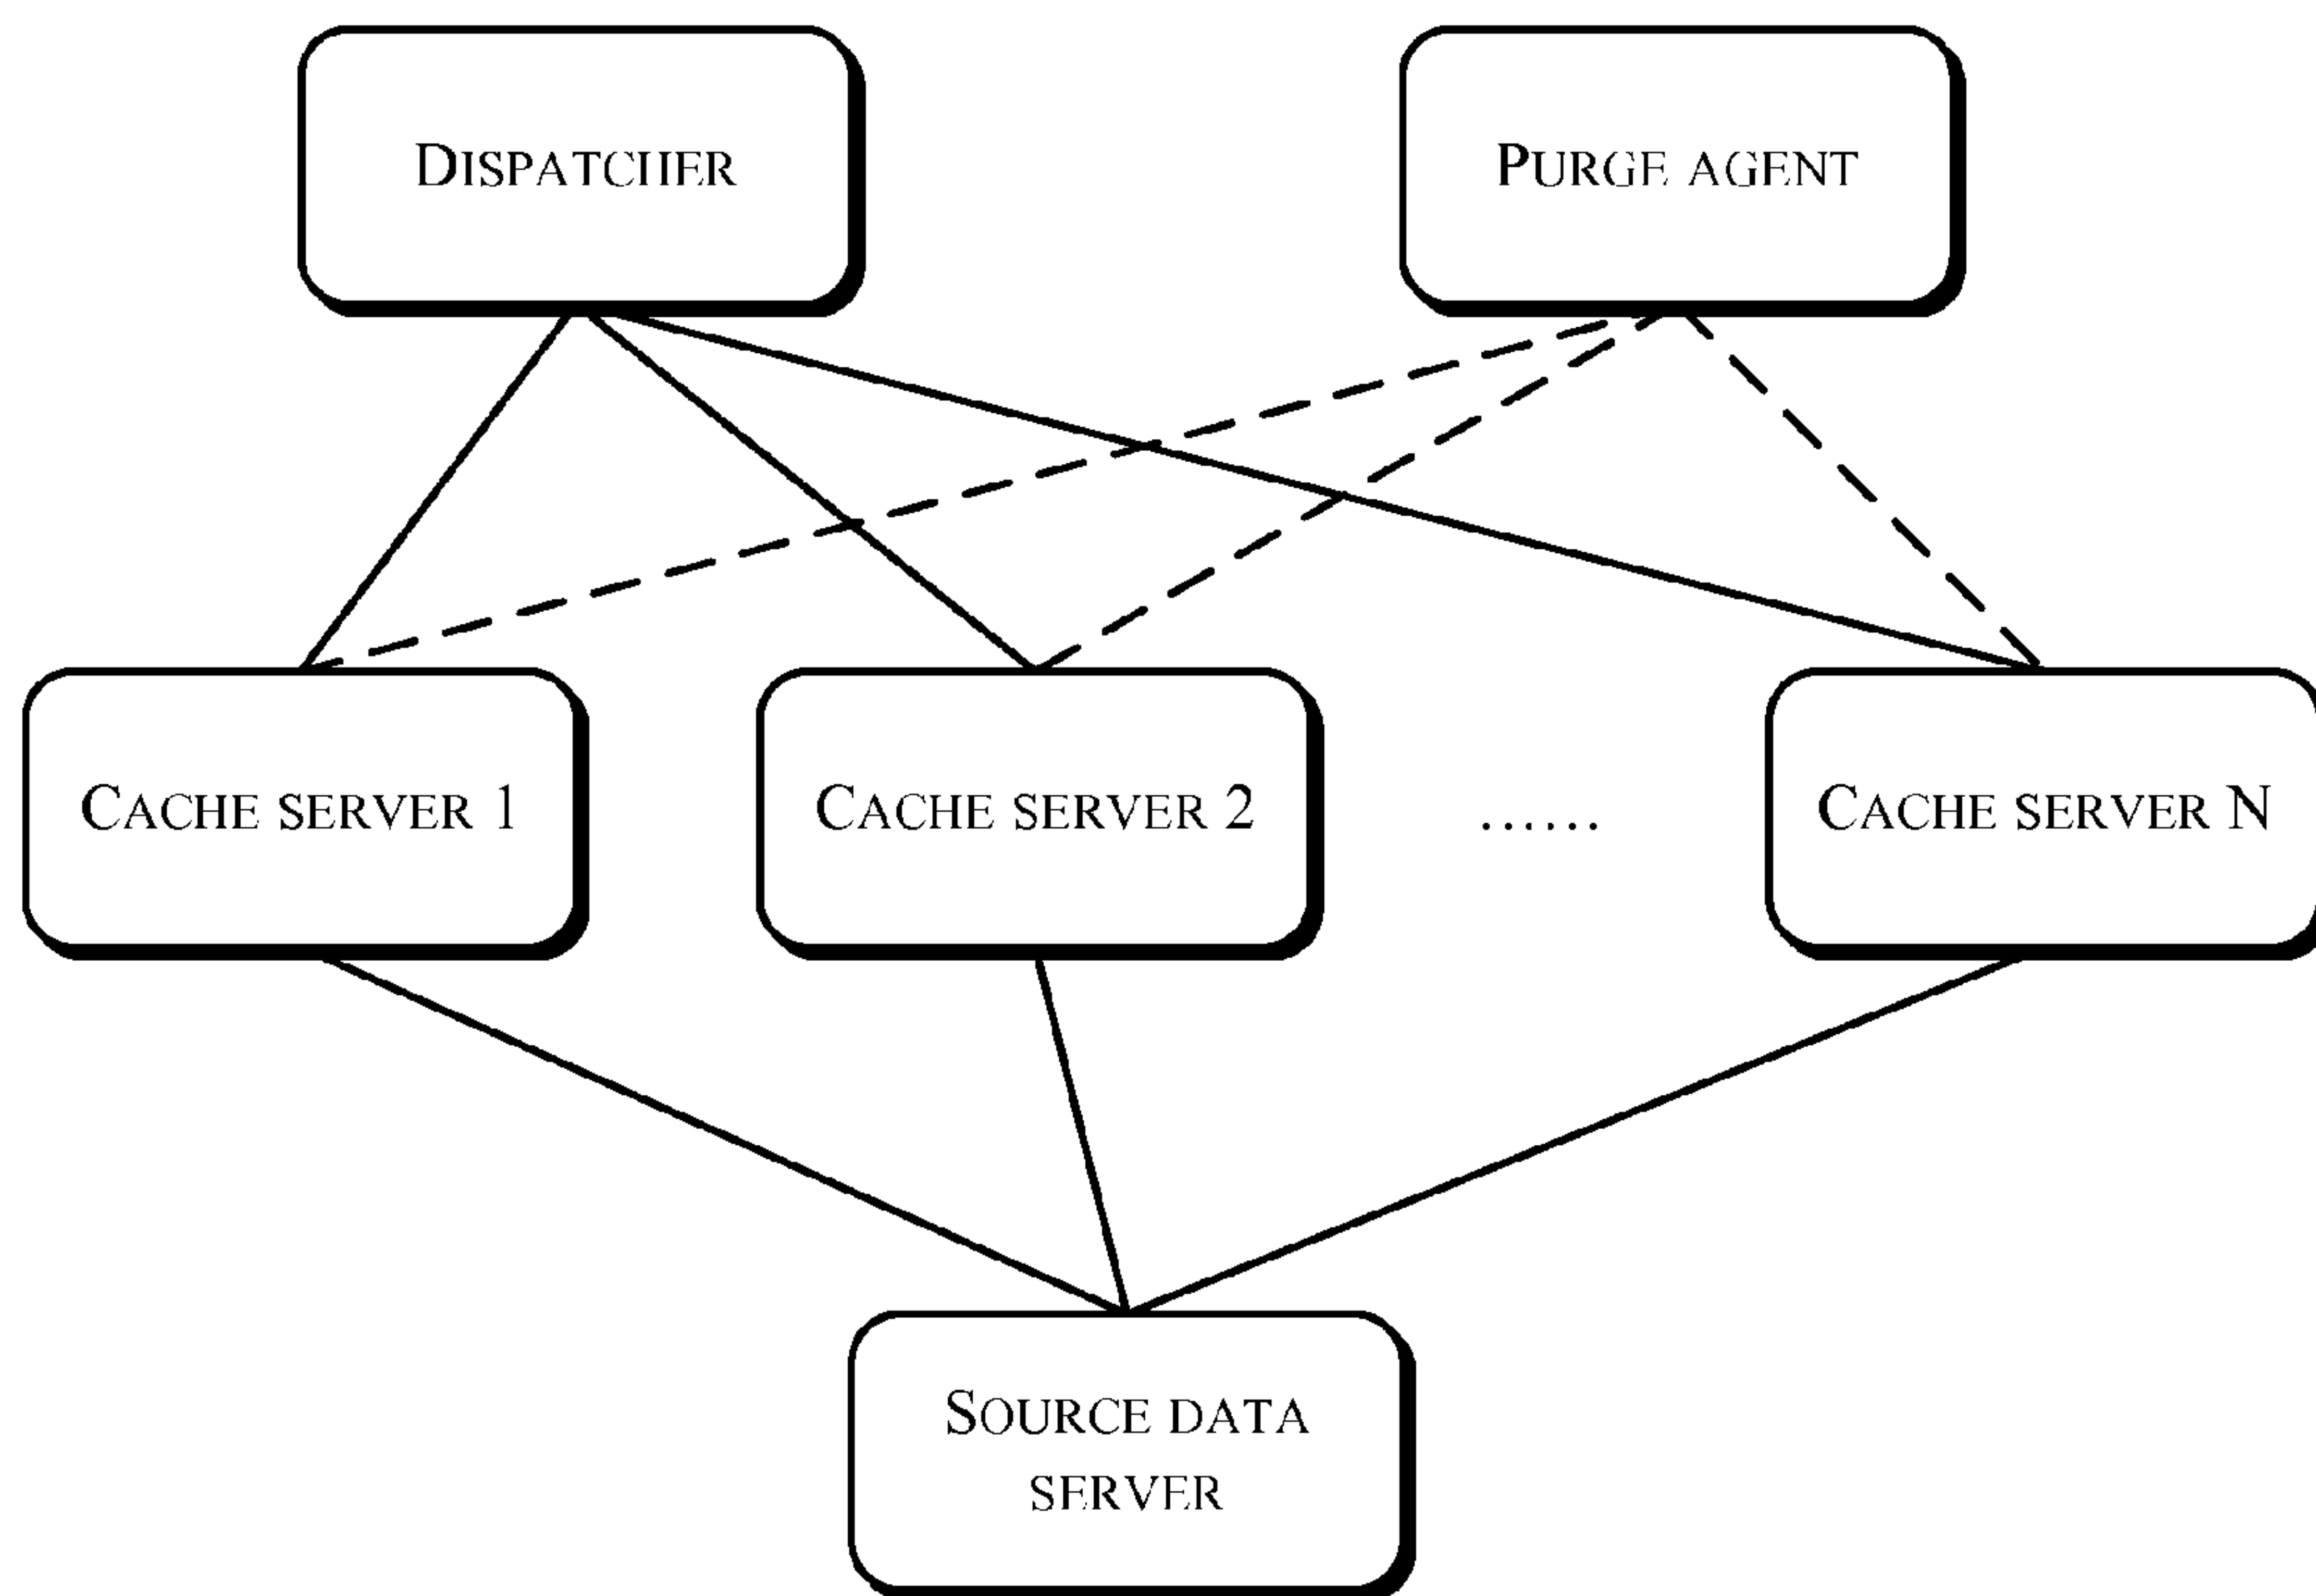 DISPATCHER
PURGE AGENT
CACHE SERVER 1
CACHE SERVER 2
......
CACHE SERVER N
SOURCE DATA
SERVER